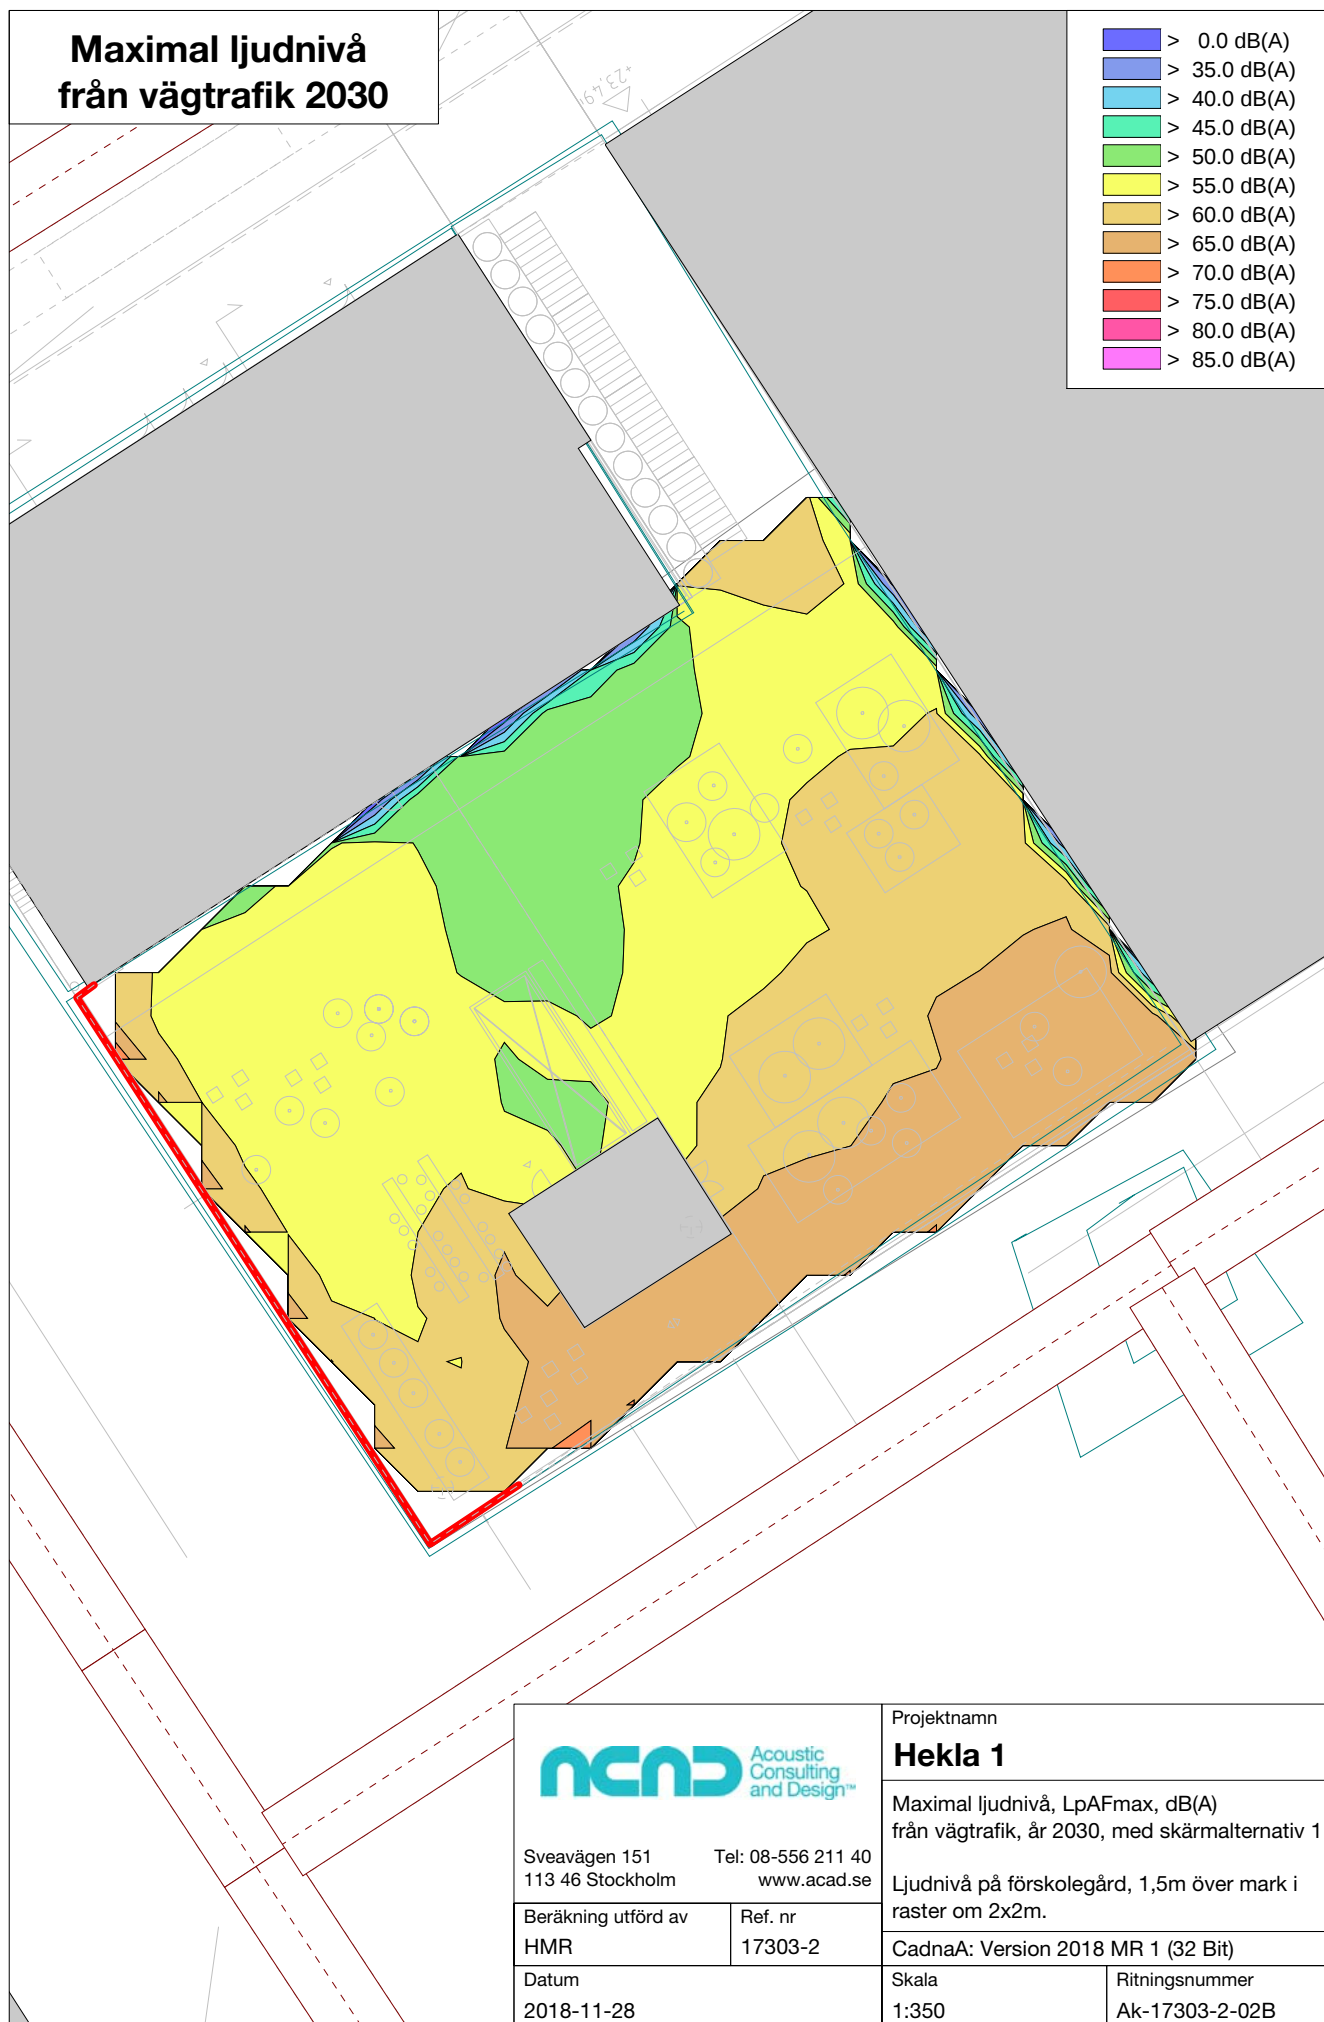 Maximal ljudnivå
från vägtrafik 2030
> 0.0 dB(A)
> 35.0 dB(A)
> 40.0 dB(A)
> 45.0 dB(A)
> 50.0 dB(A)
> 55.0 dB(A)
> 60.0 dB(A)
> 65.0 dB(A)
> 70.0 dB(A)
> 75.0 dB(A)
> 80.0 dB(A)
> 85.0 dB(A)
+23,49
ACAD
Acoustic
Consulting
and Design™
Sveavägen 151
113 46 Stockholm
Tel: 08-556 211 40
www.acad.se
Beräkning utförd av
HMR
Ref. nr
17303-2
Datum
2018-11-28
Projektnamn
Hekla 1
Maximal ljudnivå, LpAFmax, dB(A)
från vägtrafik, år 2030, med skärmalternativ 1
Ljudnivå på förskolegård, 1,5m över mark i
raster om 2x2m.
CadnaA: Version 2018 MR 1 (32 Bit)
Skala
1:350
Ritningsnummer
Ak-17303-2-02B